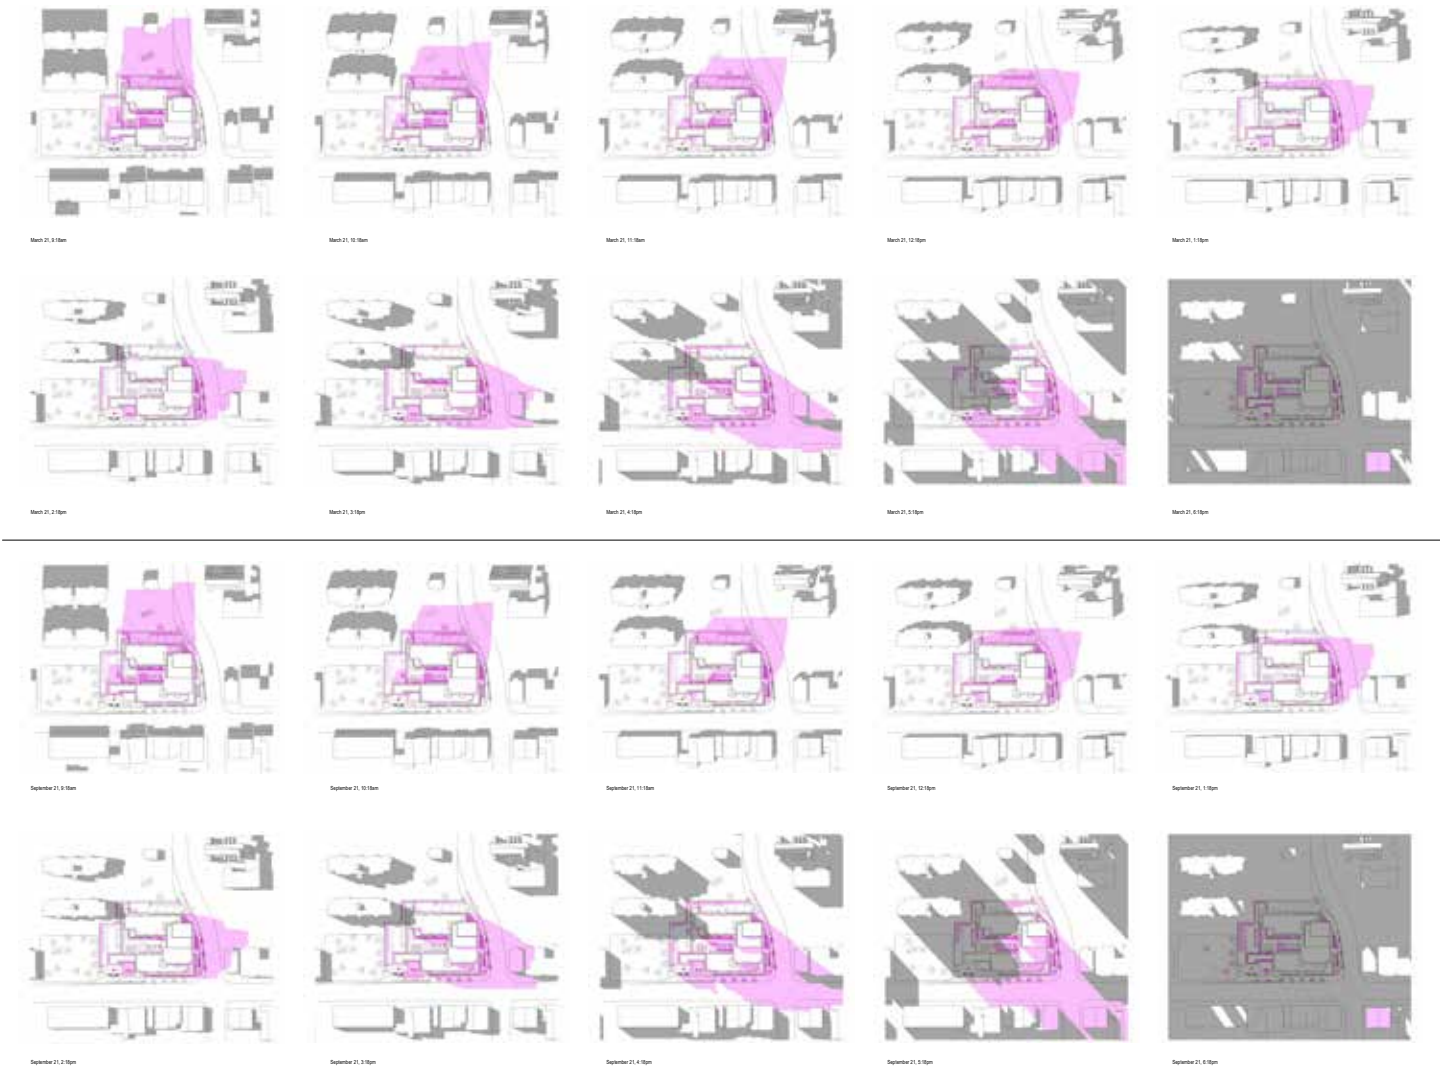 March 21, 9:18am
March 21, 10:18am
March 21, 11:18am
March 21, 12:18pm
March 21, 1:18pm
March 21, 2:18pm
March 21, 3:18pm
March 21, 4:18pm
March 21, 5:18pm
March 21, 6:18pm
September 21, 9:18am
September 21, 10:18am
September 21, 11:18am
September 21, 12:18pm
September 21, 1:18pm
September 21, 2:18pm
September 21, 3:18pm
September 21, 4:18pm
September 21, 5:18pm
September 21, 6:18pm